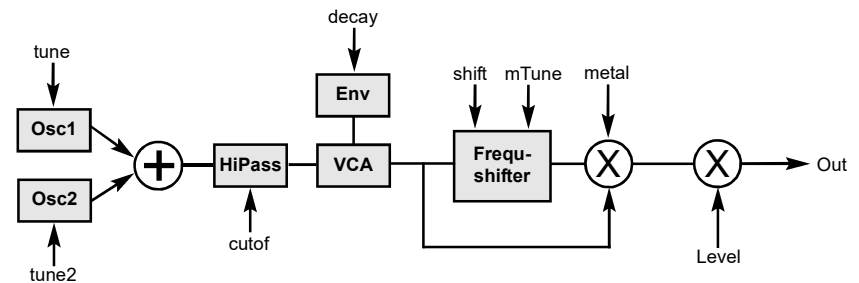 decay
tune
shift
mTune
metal
Env
Osc1
+
HiPass
VCA
Frequ-
shifter
X
X
Out
Osc2
cutof
Level
tune2